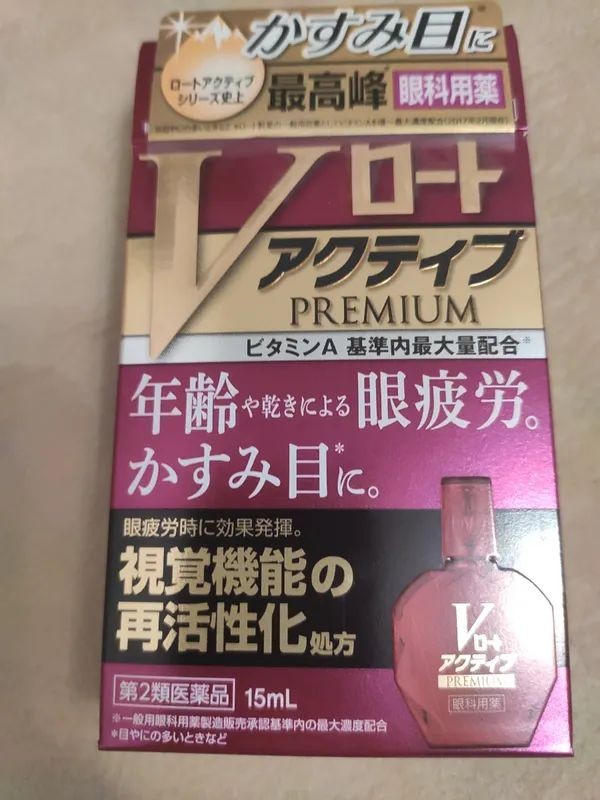 かすみ目に※
ロートアクティブ
シリーズ史上
最高峰 眼科用薬
Vロート
アクティブ
PREMIUM
ビタミンA 基準内最大量配合※
年齢や乾きによる眼疲労。
かすみ目*に。
眼疲労時に効果発揮。
視覚機能の
再活性化処方
第2類医薬品 15mL
※一般用眼科用薬製造販売承認基準内の最大濃度配合
*目やにの多いときなど
Vロート
アクティブ
PREMIUM
眼科用薬